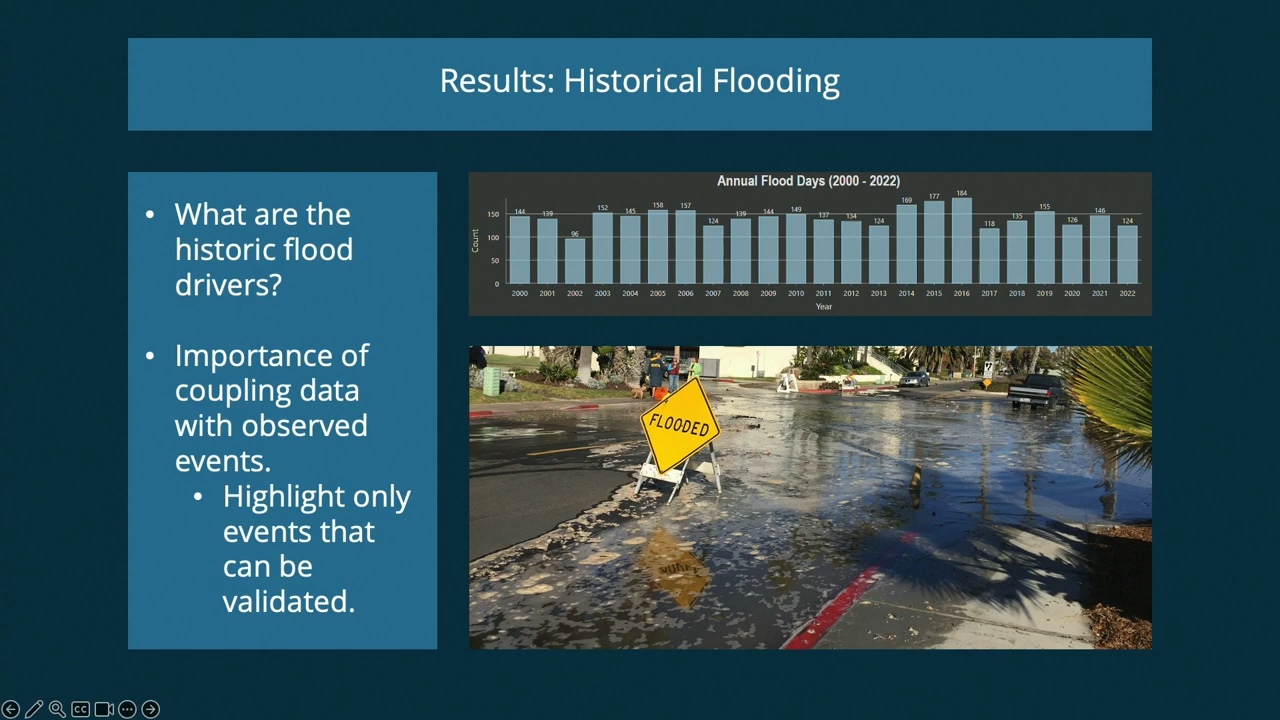 Results: Historical Flooding
• What are the
historic flood
drivers?
• Importance of
coupling data
with observed
events.
• Highlight only
events that
can be
validated.
Annual Flood Days (2000 - 2022)
Count
150
100
50
0
144 139 96 152 145 158 157 124 139 144 149 137 134 124 169 177 184 118 135 155 126 146 124
2000 2001 2002 2003 2004 2005 2006 2007 2008 2009 2010 2011 2012 2013 2014 2015 2016 2017 2018 2019 2020 2021 2022
Year
FLOODED
CC